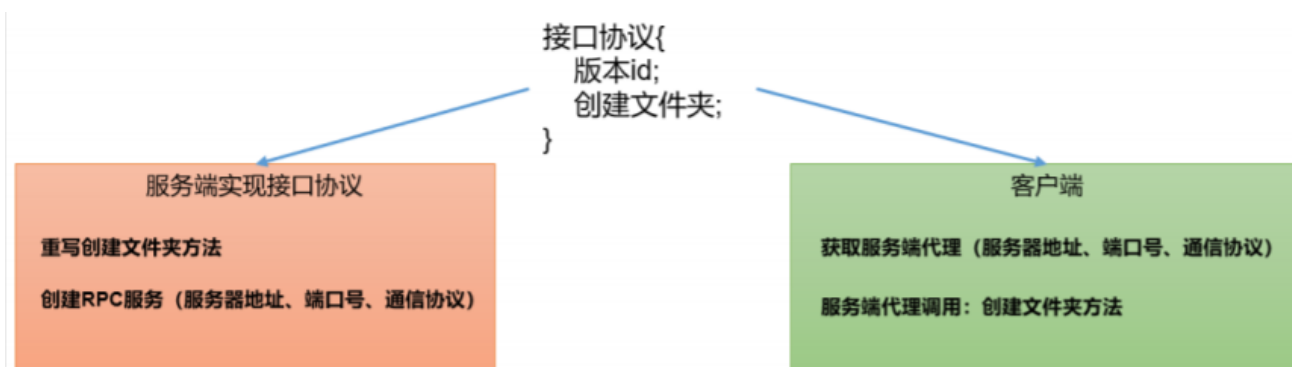 接口协议{
版本id;
创建文件夹;
}
服务端实现接口协议
重写创建文件夹方法
创建RPC服务（服务器地址、端口号、通信协议）
客户端
获取服务端代理（服务器地址、端口号、通信协议）
服务端代理调用：创建文件夹方法